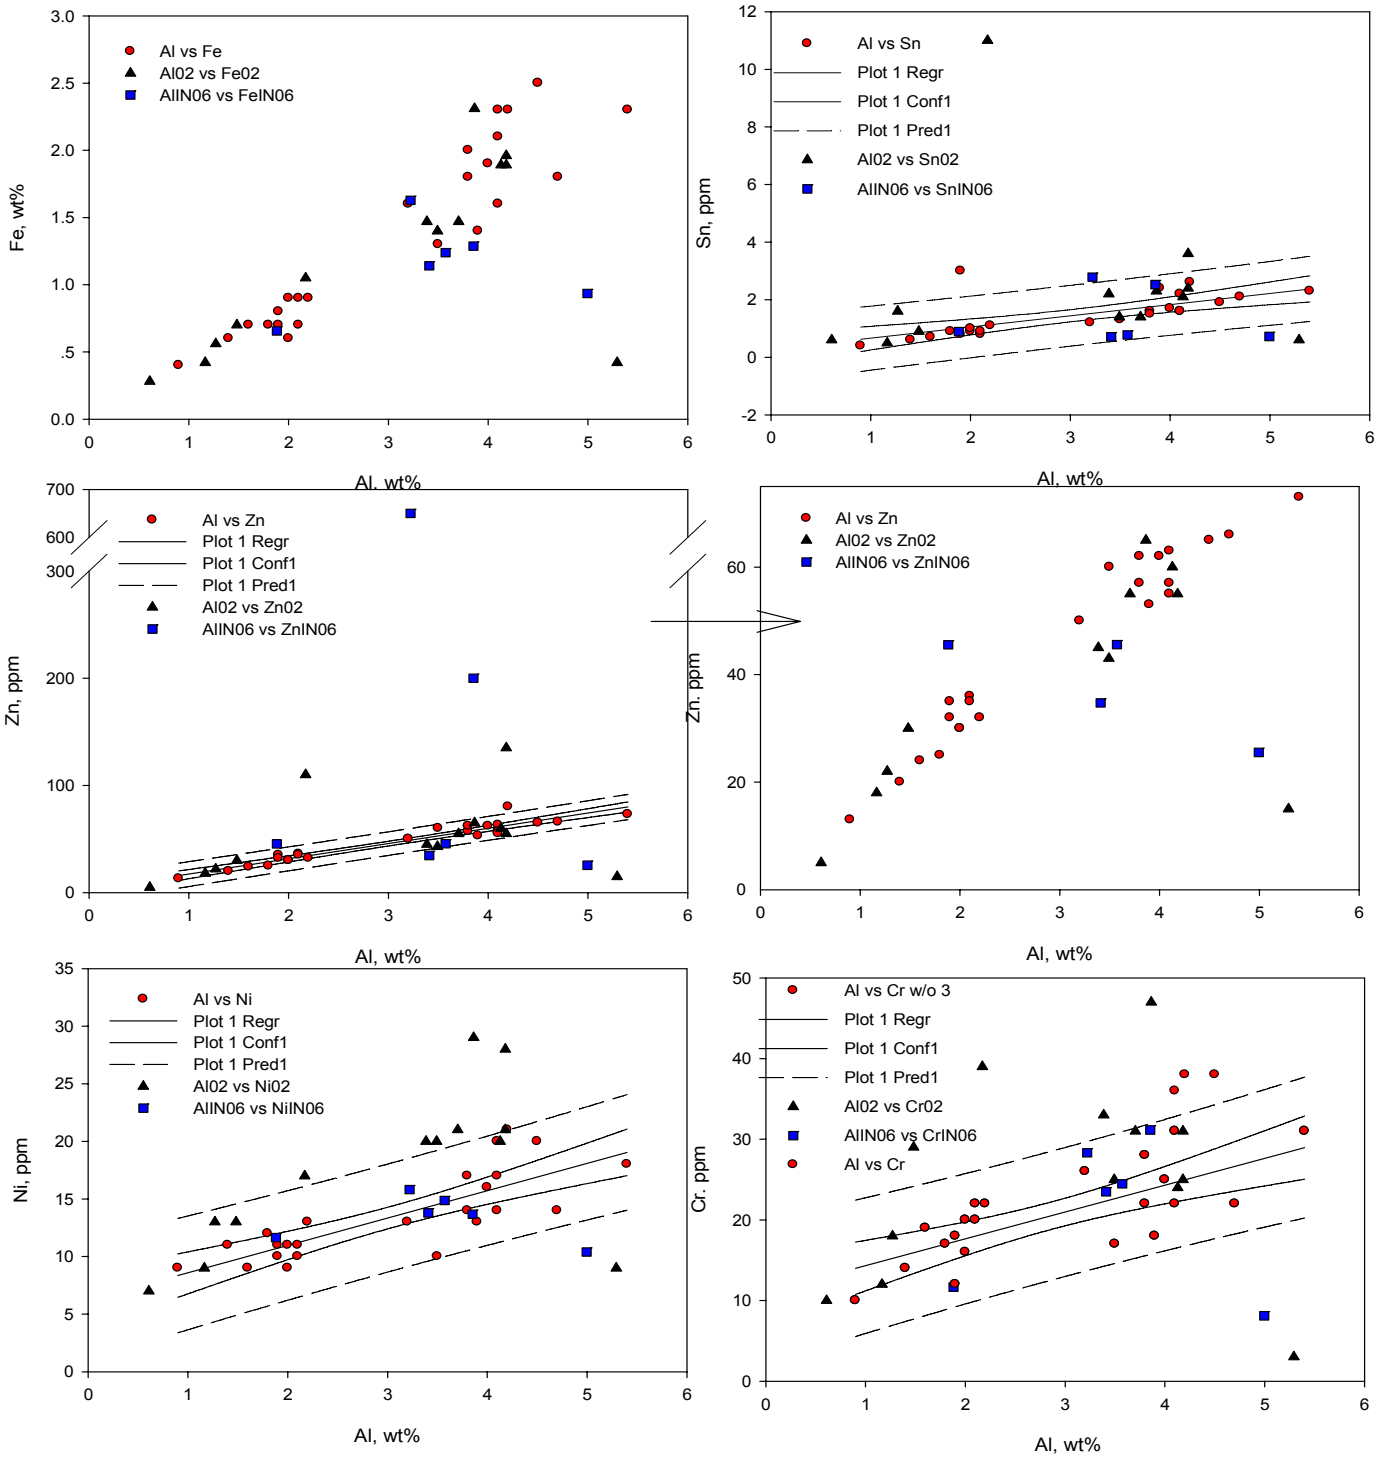 3.0
2.5
2.0
1.5
1.0
.5
0.0
Fe, wt%
Al vs Fe
Al02 vs Fe02
AlIN06 vs FeIN06
0 1 2 3 4 5 6
Al, wt%
12
10
8
6
4
2
0
-2
Sn, ppm
Al vs Sn
Plot 1 Regr
Plot 1 Conf1
Plot 1 Pred1
Al02 vs Sn02
AlIN06 vs SnIN06
0 1 2 3 4 5 6
Al, wt%
700
600
300
200
100
0
Zn, ppm
Al vs Zn
Plot 1 Regr
Plot 1 Conf1
Plot 1 Pred1
Al02 vs Zn02
AlIN06 vs ZnIN06
0 1 2 3 4 5 6
Al, wt%
60
40
20
0
Zn. ppm
Al vs Zn
Al02 vs Zn02
AlIN06 vs ZnIN06
0 1 2 3 4 5 6
Al, wt%
35
30
25
20
15
10
5
0
Ni, ppm
Al vs Ni
Plot 1 Regr
Plot 1 Conf1
Plot 1 Pred1
Al02 vs Ni02
AlIN06 vs NiIN06
0 1 2 3 4 5 6
Al, wt%
50
40
30
20
10
0
Cr. ppm
Al vs Cr w/o 3
Plot 1 Regr
Plot 1 Conf1
Plot 1 Pred1
Al02 vs Cr02
AlIN06 vs CrIN06
Al vs Cr
0 1 2 3 4 5 6
Al, wt%